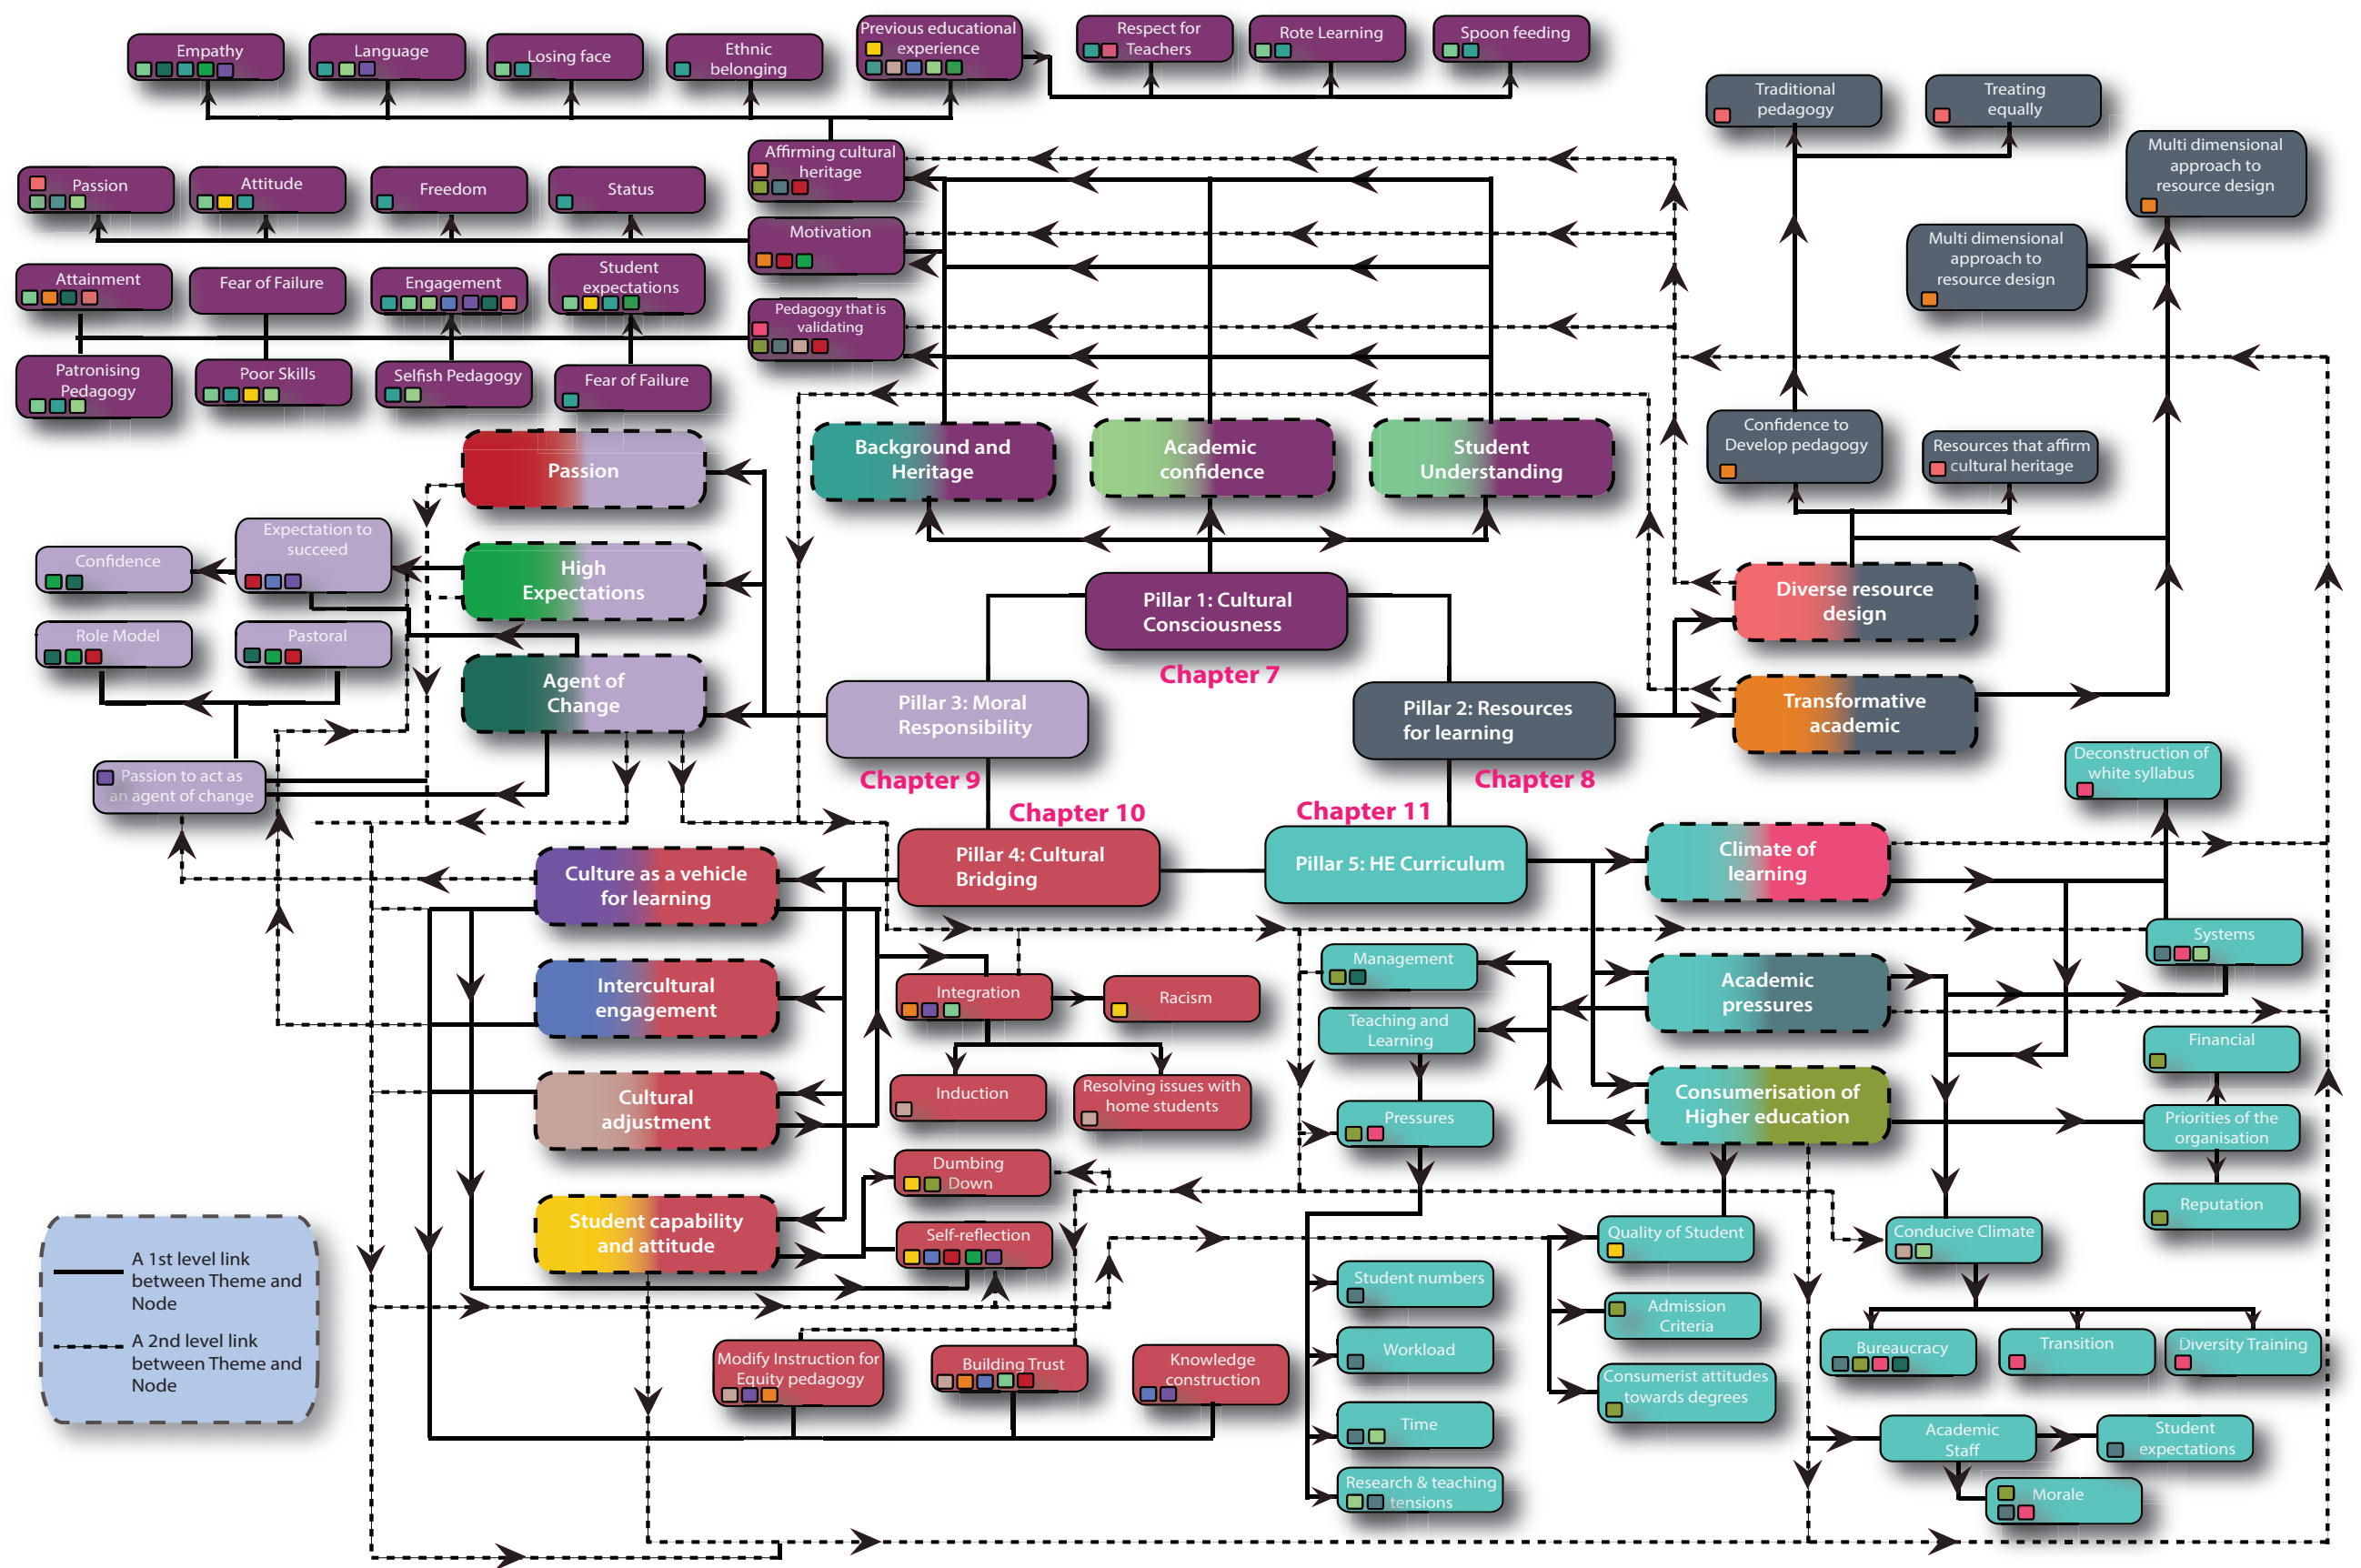 Empathy
Language
Losing face
Ethnic
belonging
Previous educational
experience
Respect for
Teachers
Rote Learning
Spoon feeding
Traditional
pedagogy
Treating
equally
Multi dimensional
approach to
resource design
Affirming cultural
heritage
Passion
Attitude
Freedom
Status
Motivation
Multi dimensional
approach to
resource design
Attainment
Fear of Failure
Engagement
Student
expectations
Pedagogy that is
validating
Patronising
Pedagogy
Poor Skills
Selfish Pedagogy
Fear of Failure
Confidence to
Develop pedagogy
Resources that affirm
cultural heritage
Passion
Background and
Heritage
Academic
confidence
Student
Understanding
Expectation to
succeed
Confidence
High
Expectations
Diverse resource
design
Pillar 1: Cultural
Consciousness
Role Model
Pastoral
Chapter 7
Agent of
Change
Pillar 3: Moral
Responsibility
Pillar 2: Resources
for learning
Transformative
academic
Passion to act as
an agent of change
Chapter 9
Chapter 8
Deconstruction of
white syllabus
Chapter 10
Chapter 11
Culture as a vehicle
for learning
Pillar 4: Cultural
Bridging
Pillar 5: HE Curriculum
Climate of
learning
Systems
Management
Intercultural
engagement
Integration
Racism
Academic
pressures
Teaching and
Learning
Financial
Induction
Resolving issues with
home students
Cultural
adjustment
Pressures
Consumerisation of
Higher education
Priorities of the
organisation
Dumbing
Down
Reputation
Student capability
and attitude
Self-reflection
Quality of Student
Conducive Climate
A 1st level link
between Theme and
Node
A 2nd level link
between Theme and
Node
Student numbers
Admission
Criteria
Workload
Bureaucracy
Transition
Diversity Training
Modify Instruction for
Equity pedagogy
Building Trust
Knowledge
construction
Consumerist attitudes
towards degrees
Time
Academic
Staff
Student
expectations
Research & teaching
tensions
Morale